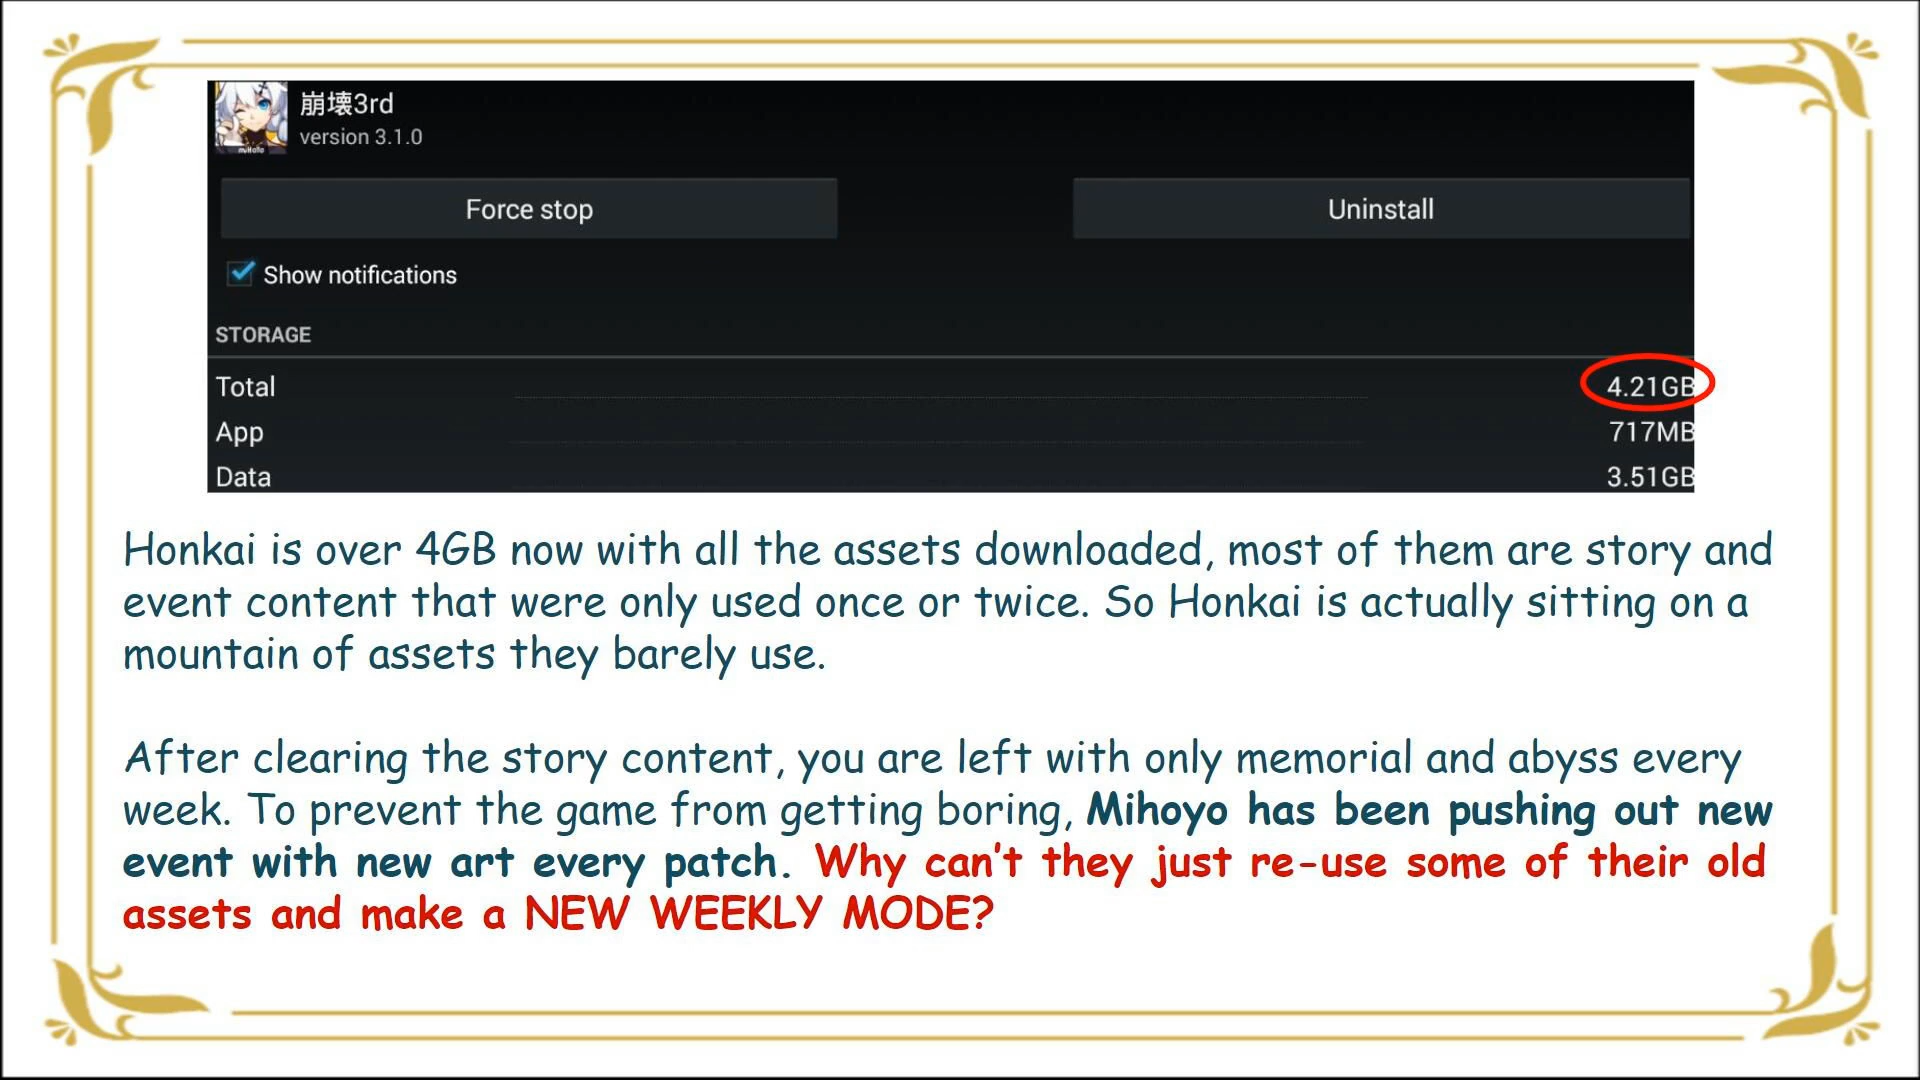 崩壊3rd
version 3.1.0
miHoYo
Force stop
Uninstall
Show notifications
STORAGE
Total
4.21GB
App
717MB
Data
3.51GB
Honkai is over 4GB now with all the assets downloaded, most of them are story and
event content that were only used once or twice. So Honkai is actually sitting on a
mountain of assets they barely use.
After clearing the story content, you are left with only memorial and abyss every
week. To prevent the game from getting boring, Mihoyo has been pushing out new
event with new art every patch. Why can't they just re-use some of their old
assets and make a NEW WEEKLY MODE?